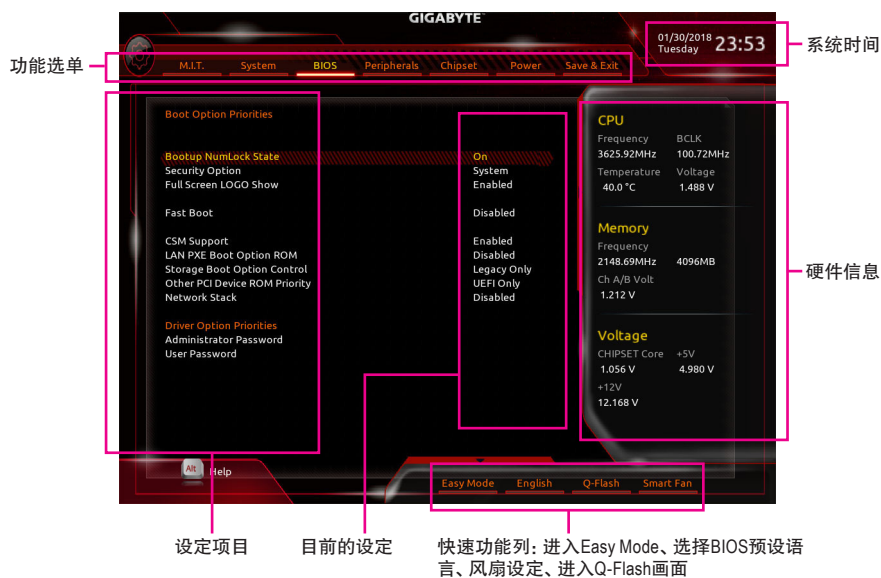 GIGABYTE
01/30/2018
Tuesday
23:53
系统时间
功能选单
M.I.T. System BIOS Peripherals Chipset Power Save & Exit
Boot Option Priorities
Bootup NumLock State On
Security Option System
Full Screen LOGO Show Enabled
Fast Boot Disabled
CSM Support Enabled
LAN PXE Boot Option ROM Disabled
Storage Boot Option Control Legacy Only
Other PCI Device ROM Priority UEFI Only
Network Stack Disabled
Driver Option Priorities
Administrator Password
User Password
CPU
Frequency BCLK
3625.92MHz 100.72MHz
Temperature Voltage
40.0 °C 1.488 V
Memory
Frequency
2148.69MHz 4096MB
Ch A/B Volt
1.212 V
Voltage
CHIPSET Core +5V
1.056 V 4.980 V
+12V
12.168 V
硬件信息
Alt Help
Easy Mode English Q-Flash Smart Fan
设定项目
目前的设定
快速功能列: 进入Easy Mode、选择BIOS预设语
言、风扇设定、进入Q-Flash画面